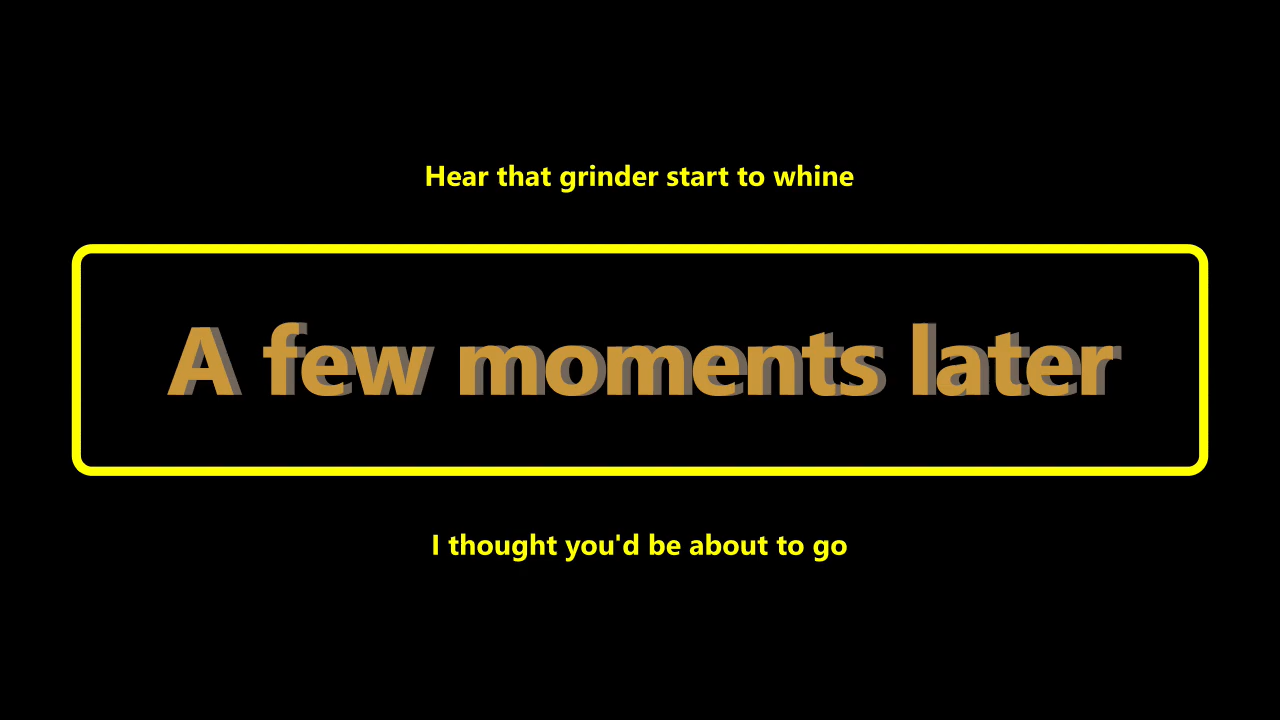 Hear that grinder start to whine
A few moments later
I thought you'd be about to go